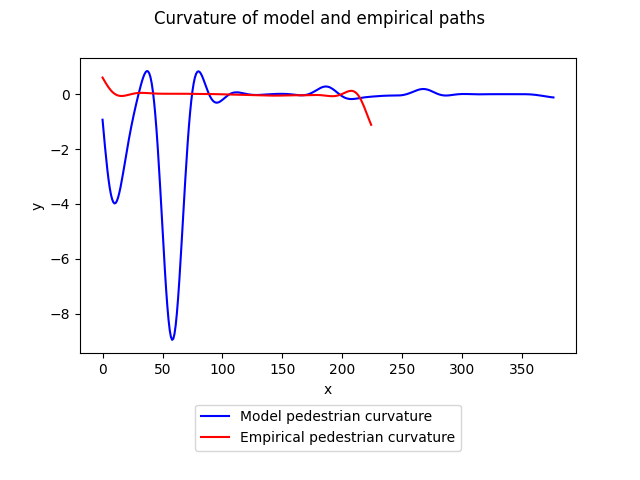 Curvature of model and empirical paths
0
−2
−4
−6
−8
y
0 50 100 150 200 250 300 350
x
Model pedestrian curvature
Empirical pedestrian curvature